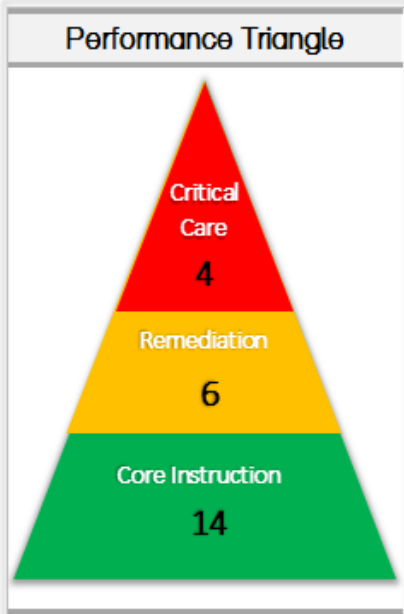 Performance Triangle
Critical
Care
4
Remediation
6
Core Instruction
14